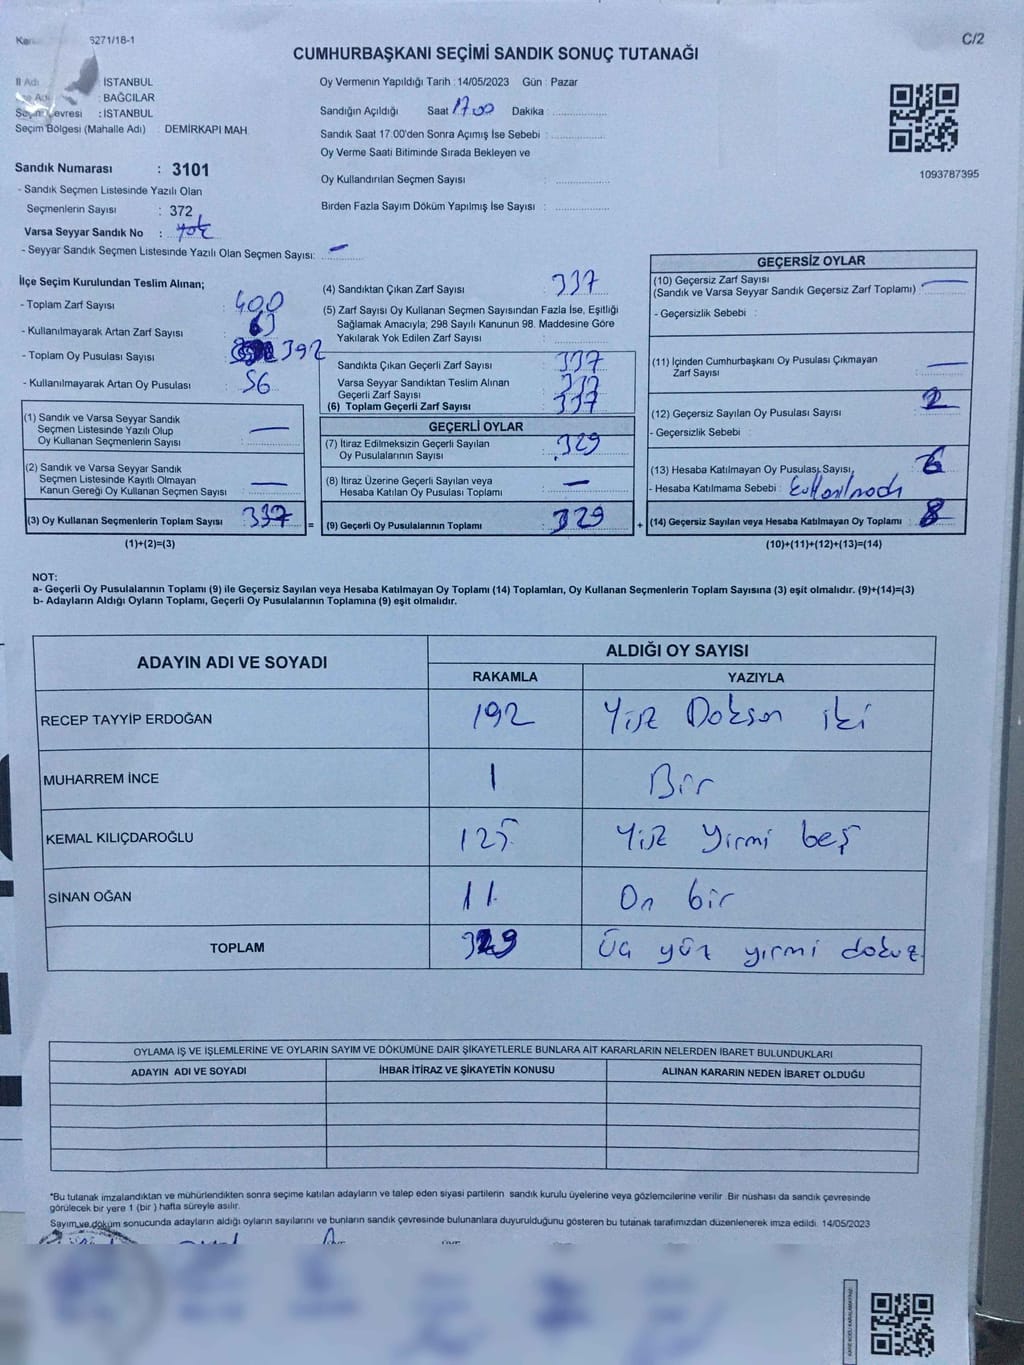 6271/18-1
C/2
CUMHURBAŞKANI SEÇİMİ SANDIK SONUÇ TUTANAĞI
İl Adı : İSTANBUL
: BAĞCILAR
Seçim Çevresi : İSTANBUL
Seçim Bölgesi (Mahalle Adı) : DEMİRKAPI MAH.
Oy Vermenin Yapıldığı Tarih : 14/05/2023 Gün : Pazar
Sandığın Açıldığı Saat 17.00 Dakika :
Sandık Saat 17:00'den Sonra Açımış İse Sebebi :
Oy Verme Saati Bitiminde Sırada Bekleyen ve
Oy Kullandırılan Seçmen Sayısı :
Birden Fazla Sayım Döküm Yapılmış İse Sayısı :
1093787395
Sandık Numarası : 3101
- Sandık Seçmen Listesinde Yazılı Olan
Seçmenlerin Sayısı : 372
Varsa Seyyar Sandık No : yok
- Seyyar Sandık Seçmen Listesinde Yazılı Olan Seçmen Sayısı: —
İlçe Seçim Kurulundan Teslim Alınan;
- Toplam Zarf Sayısı : 400
- Kullanılmayarak Artan Zarf Sayısı : 63
- Toplam Oy Pusulası Sayısı : 392
- Kullanılmayarak Artan Oy Pusulası : 56
(1) Sandık ve Varsa Seyyar Sandık
Seçmen Listesinde Yazılı Olup
Oy Kullanan Seçmenlerin Sayısı : —
(2) Sandık ve Varsa Seyyar Sandık
Seçmen Listesinde Kayıtlı Olmayan
Kanun Gereği Oy Kullanan Seçmen Sayısı : —
(3) Oy Kullanan Seçmenlerin Toplam Sayısı : 337 =
(1)+(2)=(3)
(4) Sandıktan Çıkan Zarf Sayısı : 337
(5) Zarf Sayısı Oy Kullanan Seçmen Sayısından Fazla İse, Eşitliği
Sağlamak Amacıyla; 298 Sayılı Kanunun 98. Maddesine Göre
Yakılarak Yok Edilen Zarf Sayısı :
Sandıkta Çıkan Geçerli Zarf Sayısı : 337
Varsa Seyyar Sandıktan Teslim Alınan
Geçerli Zarf Sayısı : 337
(6) Toplam Geçerli Zarf Sayısı : 337
GEÇERLİ OYLAR
(7) İtiraz Edilmeksizin Geçerli Sayılan
Oy Pusulalarının Sayısı : 329
(8) İtiraz Üzerine Geçerli Sayılan veya
Hesaba Katılan Oy Pusulası Toplamı : —
(9) Geçerli Oy Pusulalarının Toplamı : 329 +
GEÇERSİZ OYLAR
(10) Geçersiz Zarf Sayısı
(Sandık ve Varsa Seyyar Sandık Geçersiz Zarf Toplamı) : —
- Geçersizlik Sebebi :
(11) İçinden Cumhurbaşkanı Oy Pusulası Çıkmayan
Zarf Sayısı : —
(12) Geçersiz Sayılan Oy Pusulası Sayısı : 2
- Geçersizlik Sebebi :
(13) Hesaba Katılmayan Oy Pusulası Sayısı : 6
- Hesaba Katılmama Sebebi :
(14) Geçersiz Sayılan veya Hesaba Katılmayan Oy Toplamı : 8
(10)+(11)+(12)+(13)=(14)
NOT:
a- Geçerli Oy Pusulalarının Toplamı (9) ile Geçersiz Sayılan veya Hesaba Katılmayan Oy Toplamı (14) Toplamları, Oy Kullanan Seçmenlerin Toplam Sayısına (3) eşit olmalıdır. (9)+(14)=(3)
b- Adayların Aldığı Oyların Toplamı, Geçerli Oy Pusulalarının Toplamına (9) eşit olmalıdır.
ADAYIN ADI VE SOYADI
ALDIĞI OY SAYISI
RAKAMLA YAZIYLA
RECEP TAYYİP ERDOĞAN 192 Yüz Doksan iki
MUHARREM İNCE 1 Bir
KEMAL KILIÇDAROĞLU 125 Yüz yirmi beş
SİNAN OĞAN 11 On bir
TOPLAM 329 Üç yüz yirmi dokuz
OYLAMA İŞ VE İŞLEMLERİNE VE OYLARIN SAYIM VE DÖKÜMÜNE DAİR ŞİKAYETLERLE BUNLARA AİT KARARLARIN NELERDEN İBARET BULUNDUKLARI
ADAYIN ADI VE SOYADI İHBAR İTİRAZ VE ŞİKAYETİN KONUSU ALINAN KARARIN NEDEN İBARET OLDUĞU
*Bu tutanak imzalandıktan ve mühürlendikten sonra seçime katılan adayların ve talep eden siyasi partilerin sandık kurulu üyelerine veya gözlemcilerine verilir. Bir nüshası da sandık çevresinde
görülecek bir yere 1 (bir ) hafta süreyle asılır.
Sayım ve döküm sonucunda adayların aldığı oyların sayılarını ve bunların sandık çevresinde bulunanlara duyurulduğunu gösteren bu tutanak tarafımızdan düzenlenerek imza edildi. 14/05/2023